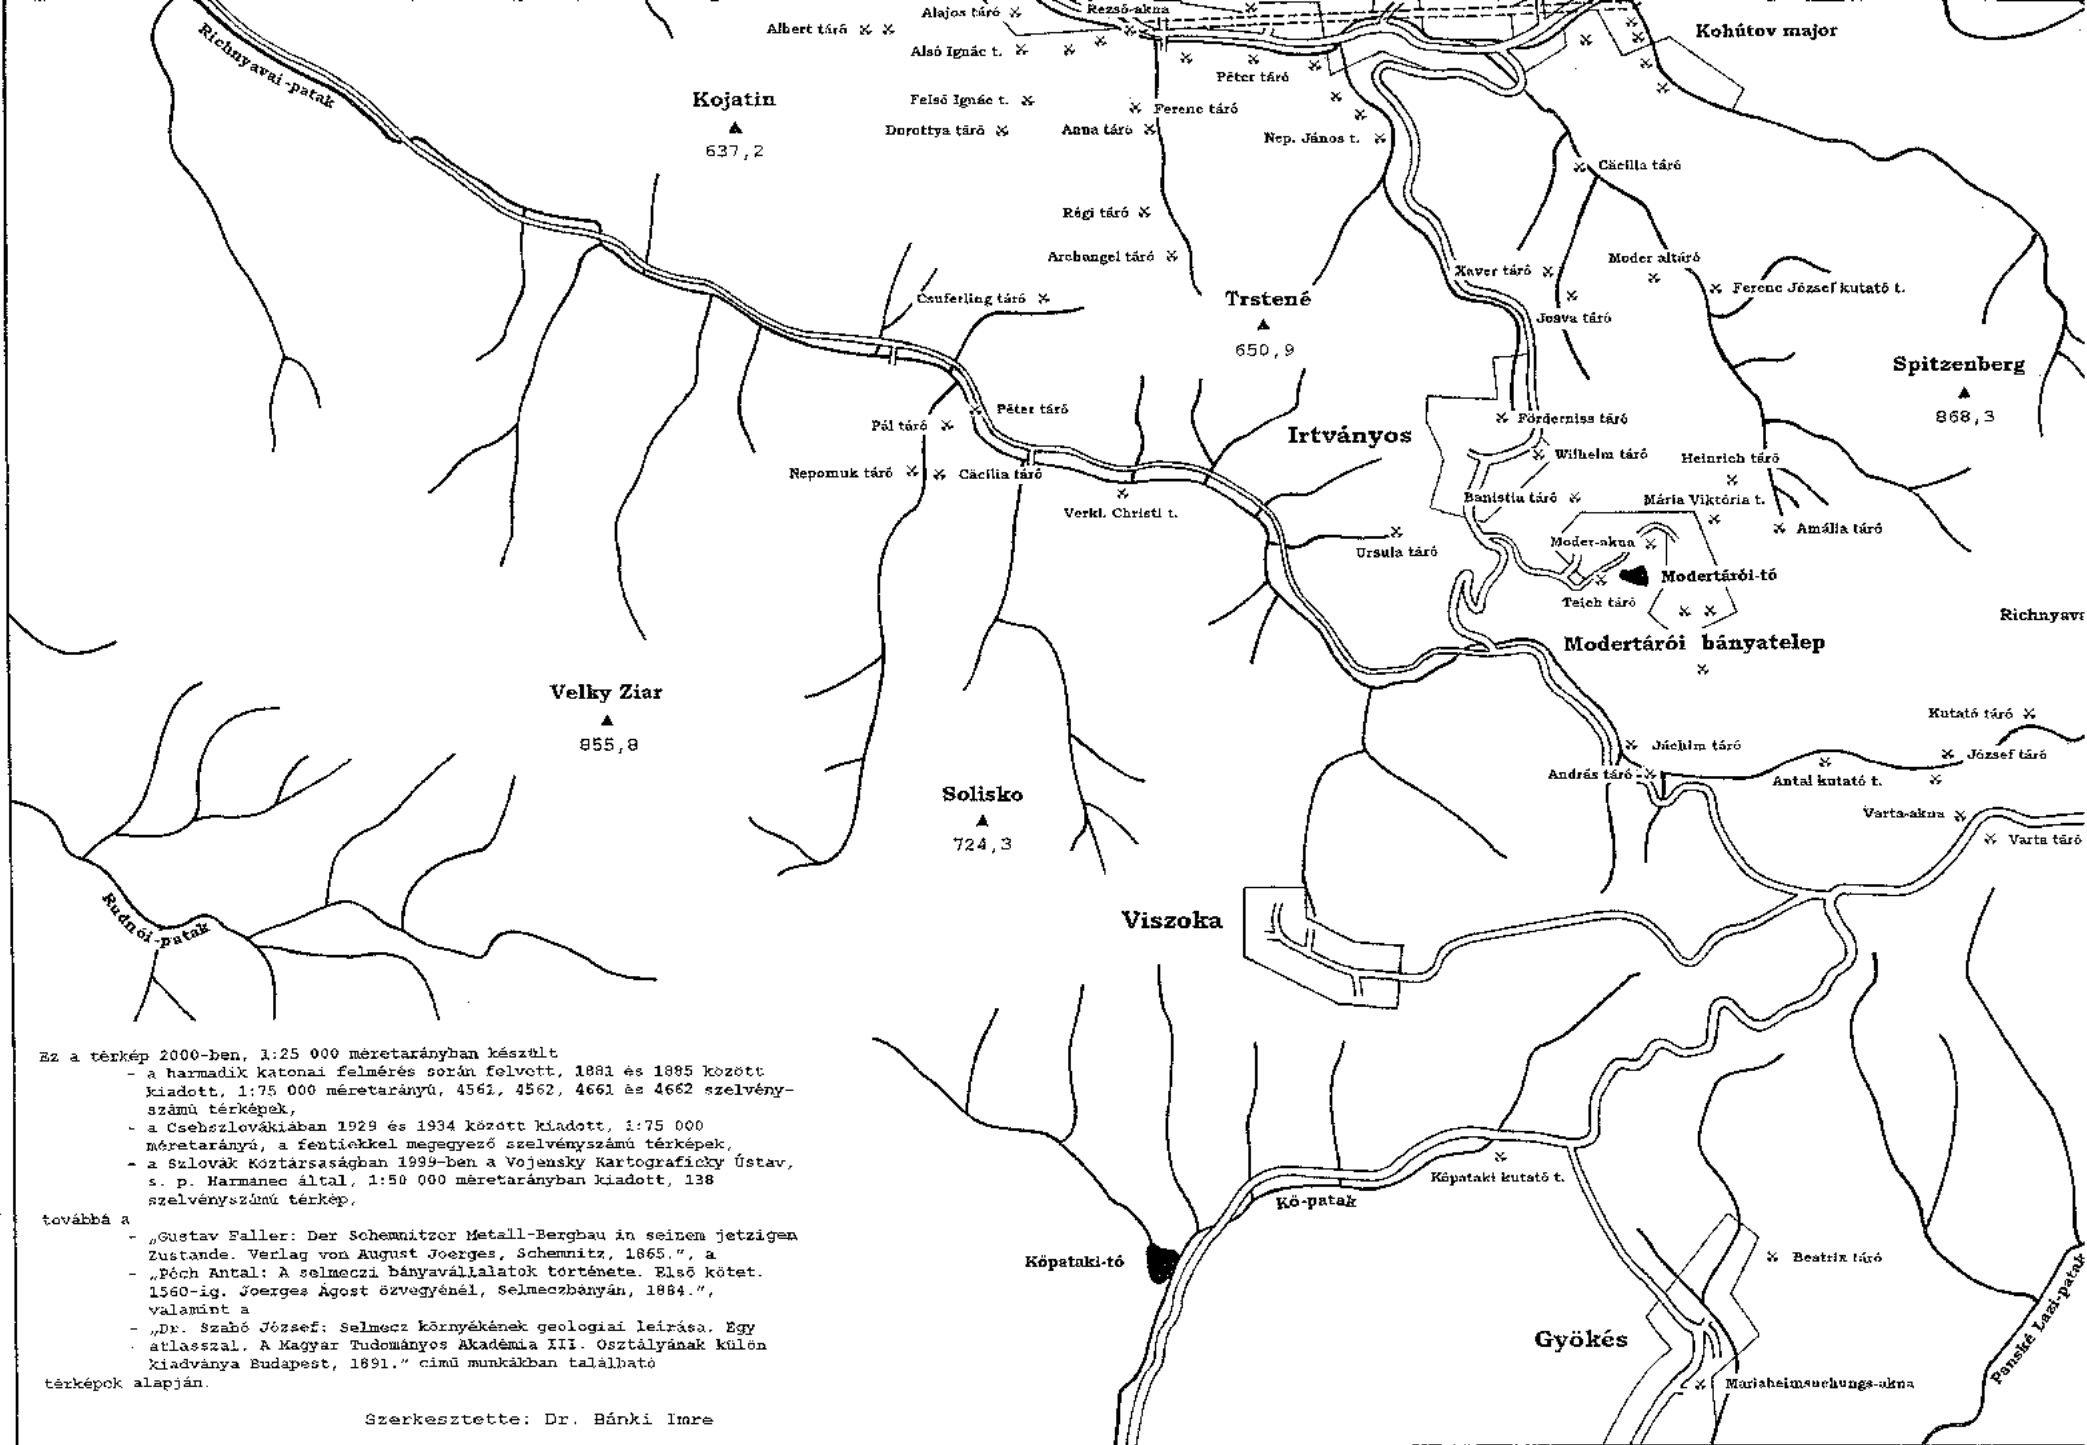 Rezső-akna
Alajos táró
Albert táró
Kohútov major
Alsó Ignác t.
Richnyavai-patak
Péter táró
Kojatin
637,2
Felső Ignác t.
Ferenc táró
Dorottya táró
Anna táró
Nep. János t.
Cäcilia táró
Régi táró
Archangel táró
Moder altáró
Xaver táró
Ferenc József kutató t.
Csuferling táró
Trstené
650,9
Josva táró
Spitzenberg
868,3
Péter táró
Pál táró
Irtványos
Förderniss táró
Wilhelm táró
Heinrich táró
Nepomuk táró
Cäcilia táró
Banistiu táró
Mária Viktória t.
Verkl. Christi t.
Amália táró
Ursula táró
Moder-akna
Modertárói-tó
Teich táró
Richnyava
Modertárói bányatelep
Velky Ziar
855,8
Kutató táró
Jáchim táró
József táró
András táró
Antal kutató t.
Solisko
724,3
Varta-akna
Varta táró
Rudnói-patak
Viszoka
Ez a térkép 2000-ben, 1:25 000 méretarányban készült
- a harmadik katonai felmérés során felvett, 1881 és 1885 között
kiadott, 1:75 000 méretarányú, 4561, 4562, 4661 és 4662 szelvény-
számú térképek,
- a Csehszlovákiában 1929 és 1934 között kiadott, 1:75 000
méretarányú, a fentiekkel megegyező szelvényszámú térképek,
- a Szlovák Köztársaságban 1999-ben a Vojensky Kartograficky Ústav,
s. p. Harmanec által, 1:50 000 méretarányban kiadott, 138
szelvényszámú térkép,
továbbá a
- „Gustav Faller: Der Schemnitzer Metall-Bergbau in seinem jetzigen
Zustande. Verlag von August Joerges, Schemnitz, 1865.", a
- „Péch Antal: A selmeczi bányavállalatok története. Első kötet.
1560-ig. Joerges Ágost özvegyénél, Selmeczbányán, 1884.",
valamint a
- „Dr. Szabó József: Selmecz környékének geologiai leírása. Egy
atlasszal. A Magyar Tudományos Akadémia III. Osztályának külön
kiadványa Budapest, 1891." című munkákban található
térképek alapján.
Szerkesztette: Dr. Bánki Imre
Kőpataki kutató t.
Kő-patak
Kőpataki-tó
Beatrix táró
Gyökés
Panské Lazi-patak
Mariaheimsuchungs-akna